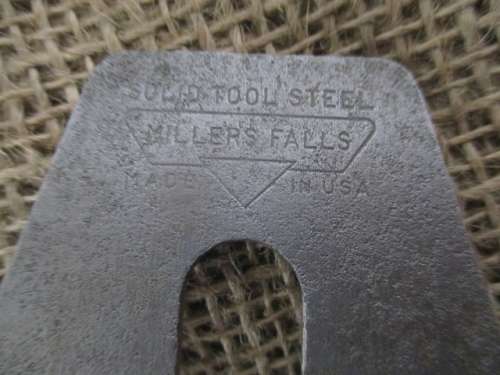 SOLID TOOL STEEL
MILLERS FALLS
MADE IN USA